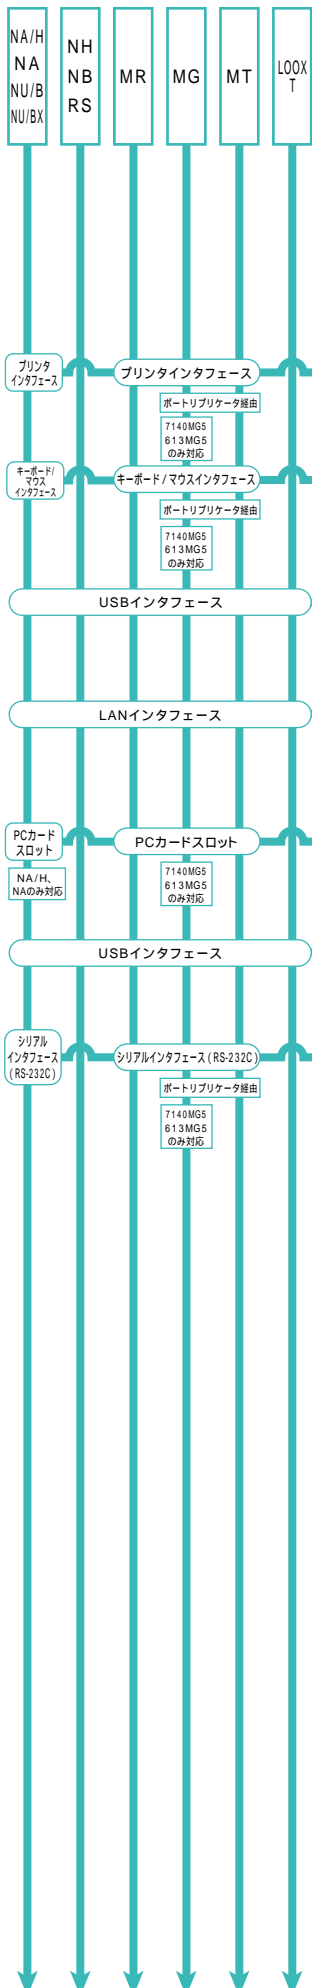 NA/H
NA
NU/B
NU/BX
NH
NB
RS
MR
MG
MT
LOOX
T
プリンタ
インタフェース
プリンタインタフェース
ポートリプリケータ経由
7140MG5
613MG5
のみ対応
キーボード/
マウス
インタフェース
キーボード/マウスインタフェース
ポートリプリケータ経由
7140MG5
613MG5
のみ対応
USBインタフェース
LANインタフェース
PCカード
スロット
PCカードスロット
NA/H、
NAのみ対応
7140MG5
613MG5
のみ対応
USBインタフェース
シリアル
インタフェース
(RS-232C)
シリアルインタフェース(RS-232C)
ポートリプリケータ経由
7140MG5
613MG5
のみ対応